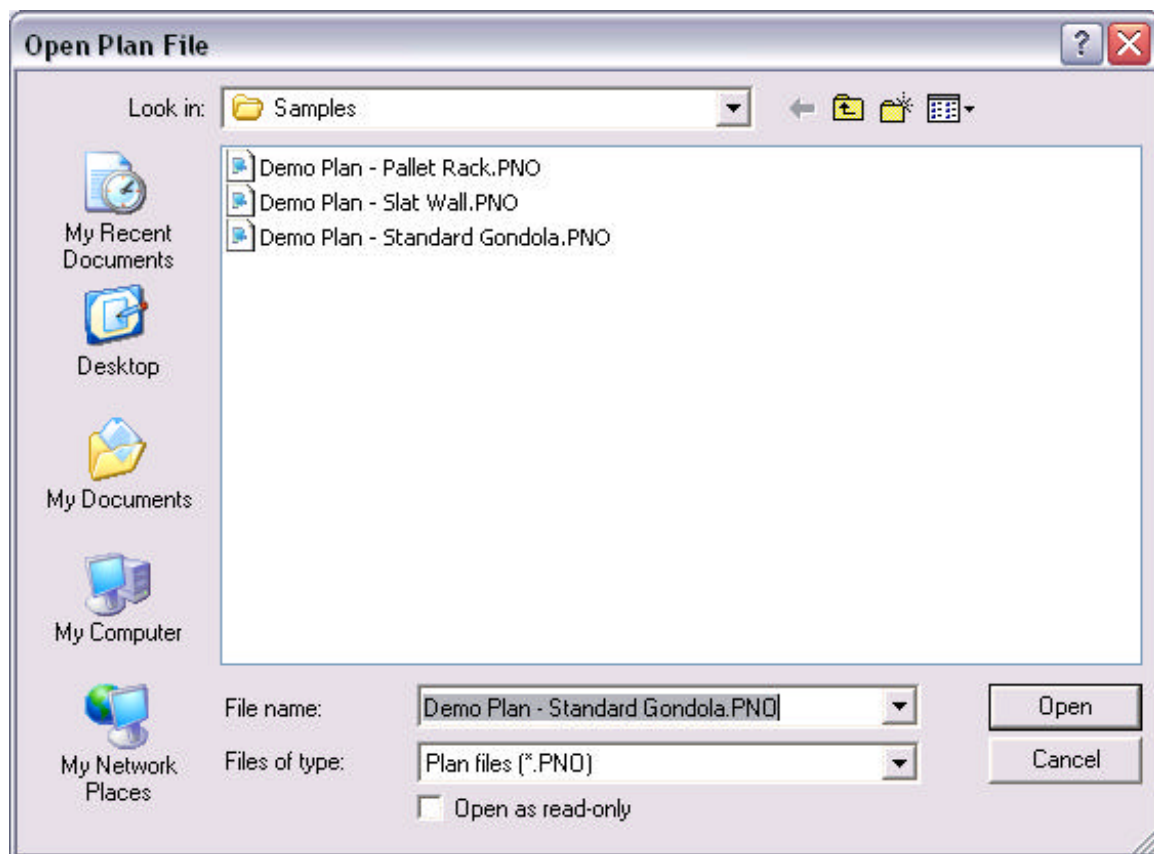 Open Plan File
Look in: Samples
Demo Plan - Pallet Rack.PNO
Demo Plan - Slat Wall.PNO
Demo Plan - Standard Gondola.PNO
My Recent
Documents
Desktop
My Documents
My Computer
My Network
Places
File name: Demo Plan - Standard Gondola.PNO Open
Files of type: Plan files (*.PNO) Cancel
Open as read-only